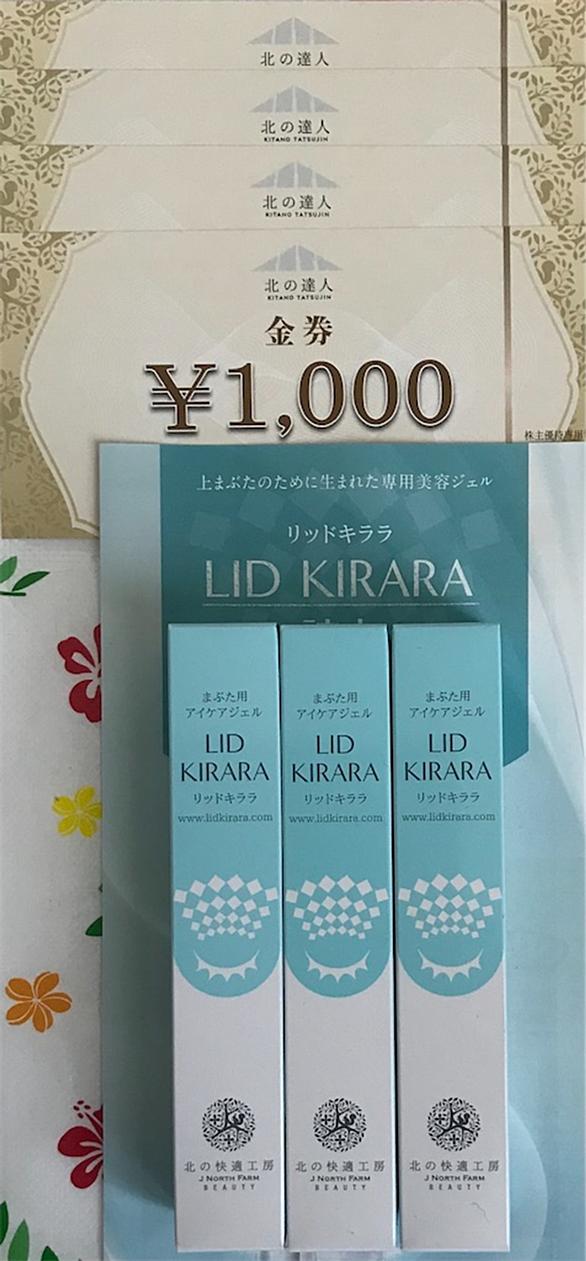 北の達人
北の達人
KITANO TATSUJIN
北の達人
KITANO TATSUJIN
北の達人
KITANO TATSUJIN
金券
¥1,000
株主優待専用
上まぶたのために生まれた専用美容ジェル
リッドキララ
LID KIRARA
まぶた用
アイケアジェル
LID
KIRARA
リッドキララ
www.lidkirara.com
北の快適工房
J NORTH FARM
BEAUTY
まぶた用
アイケアジェル
LID
KIRARA
リッドキララ
www.lidkirara.com
北の快適工房
J NORTH FARM
BEAUTY
まぶた用
アイケアジェル
LID
KIRARA
リッドキララ
www.lidkirara.com
北の快適工房
J NORTH FARM
BEAUTY